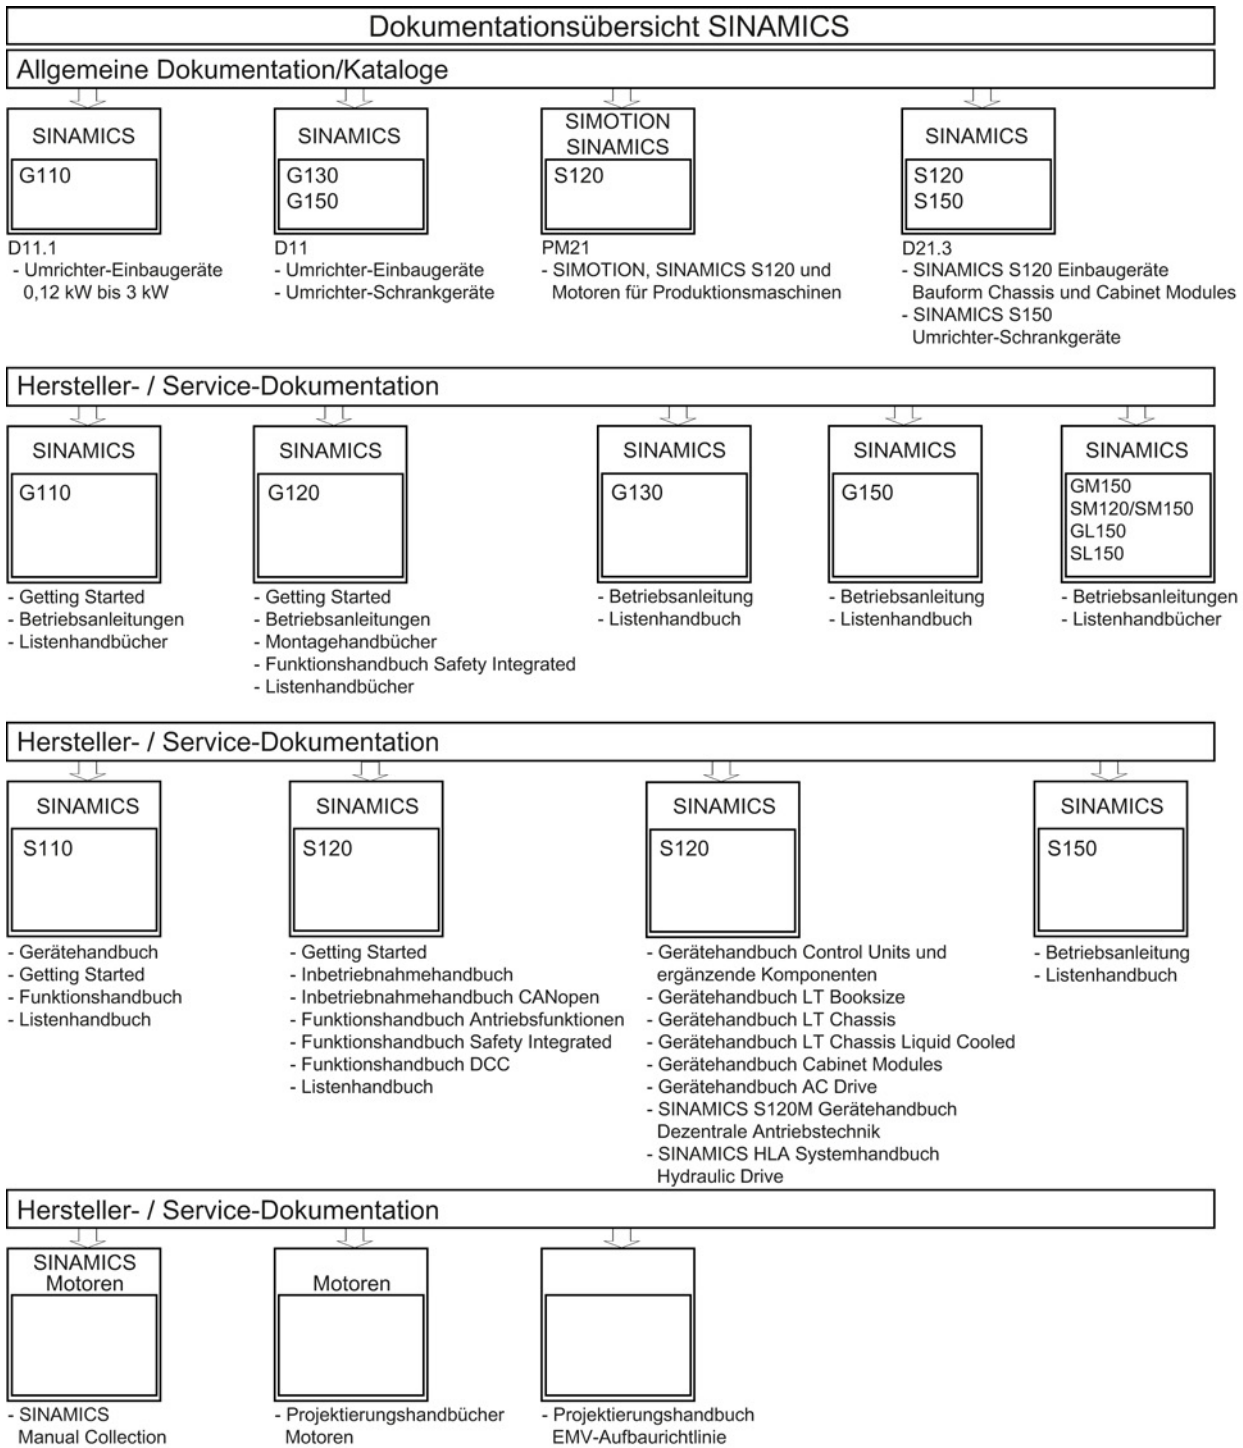 Dokumentationsübersicht SINAMICS
Allgemeine Dokumentation/Kataloge
SINAMICS
G110
D11.1
- Umrichter-Einbaugeräte
0,12 kW bis 3 kW
SINAMICS
G130
G150
D11
- Umrichter-Einbaugeräte
- Umrichter-Schrankgeräte
SIMOTION
SINAMICS
S120
PM21
- SIMOTION, SINAMICS S120 und
Motoren für Produktionsmaschinen
SINAMICS
S120
S150
D21.3
- SINAMICS S120 Einbaugeräte
Bauform Chassis und Cabinet Modules
- SINAMICS S150
Umrichter-Schrankgeräte
Hersteller- / Service-Dokumentation
SINAMICS
G110
- Getting Started
- Betriebsanleitungen
- Listenhandbücher
SINAMICS
G120
- Getting Started
- Betriebsanleitungen
- Montagehandbücher
- Funktionshandbuch Safety Integrated
- Listenhandbücher
SINAMICS
G130
- Betriebsanleitung
- Listenhandbuch
SINAMICS
G150
- Betriebsanleitung
- Listenhandbuch
SINAMICS
GM150
SM120/SM150
GL150
SL150
- Betriebsanleitungen
- Listenhandbücher
Hersteller- / Service-Dokumentation
SINAMICS
S110
- Gerätehandbuch
- Getting Started
- Funktionshandbuch
- Listenhandbuch
SINAMICS
S120
- Getting Started
- Inbetriebnahmehandbuch
- Inbetriebnahmehandbuch CANopen
- Funktionshandbuch Antriebsfunktionen
- Funktionshandbuch Safety Integrated
- Funktionshandbuch DCC
- Listenhandbuch
SINAMICS
S120
- Gerätehandbuch Control Units und
ergänzende Komponenten
- Gerätehandbuch LT Booksize
- Gerätehandbuch LT Chassis
- Gerätehandbuch LT Chassis Liquid Cooled
- Gerätehandbuch Cabinet Modules
- Gerätehandbuch AC Drive
- SINAMICS S120M Gerätehandbuch
Dezentrale Antriebstechnik
- SINAMICS HLA Systemhandbuch
Hydraulic Drive
SINAMICS
S150
- Betriebsanleitung
- Listenhandbuch
Hersteller- / Service-Dokumentation
SINAMICS
Motoren
- SINAMICS
Manual Collection
Motoren
- Projektierungshandbücher
Motoren
- Projektierungshandbuch
EMV-Aufbaurichtlinie